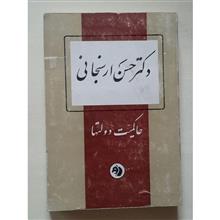 دکتر حسن ارسنجانی
حاکمیت دولتها